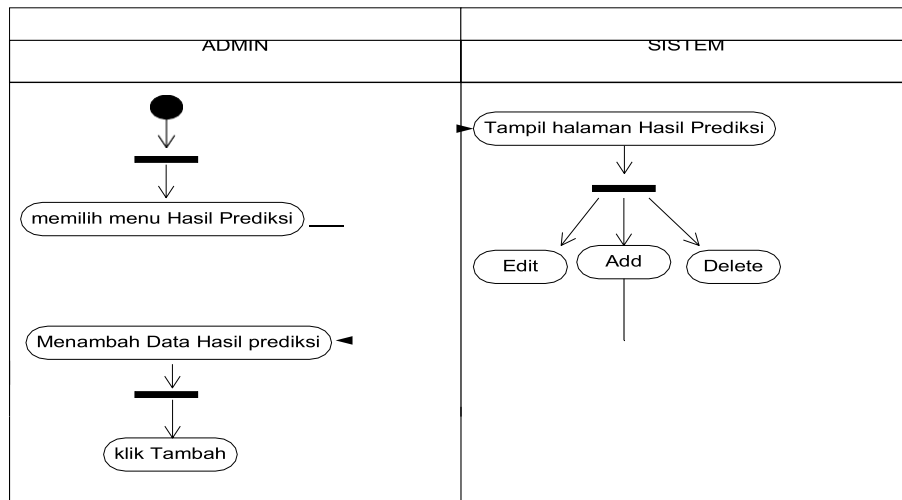 ADMIN
SISTEM
Tampil halaman Hasil Prediksi
memilih menu Hasil Prediksi
Edit
Add
Delete
Menambah Data Hasil prediksi
klik Tambah